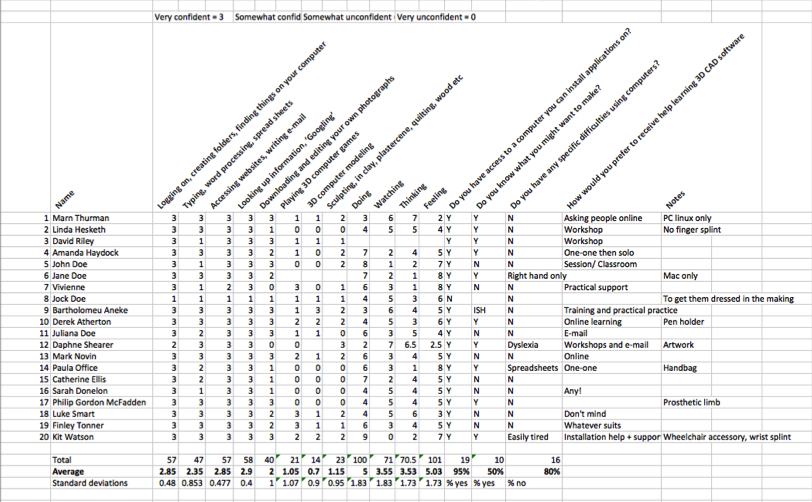 Very confident = 3 Somewhat confid Somewhat unconfident Very unconfident = 0
Name
Logging on, creating folders, finding things on your computer
Typing, word processing, spread sheets
Accessing websites, writing e-mail
Looking up information, 'Googling'
Downloading and editing your own photographs
Playing 3D computer games
3D computer modeling
Sculpting, in clay, plastercene, quilting, wood etc
Doing
Watching
Thinking
Feeling
Do you have access to a computer you can install applications on?
Do you know what you might want to make?
Do you have any specific difficulties using computers?
How would you prefer to receive help learning 3D CAD software
Notes
1 Marn Thurman 3 3 3 3 3 1 1 2 3 6 7 2 Y Y N Asking people online PC linux only
2 Linda Hesketh 3 3 3 3 1 0 0 0 4 5 5 4 Y Y N Workshop No finger splint
3 David Riley 3 1 3 3 3 1 1 1 Y Y N Workshop
4 Amanda Haydock 3 3 3 3 2 1 0 2 7 2 4 5 Y Y N One-one then solo
5 John Doe 3 1 3 3 3 0 0 2 8 1 2 7 Y N N Session/ Classroom
6 Jane Doe 3 3 3 3 2 7 2 1 8 Y Y Right hand only Mac only
7 Vivienne 3 1 2 3 0 3 0 1 6 3 1 8 Y N N Practical support
8 Jock Doe 1 1 1 1 1 1 1 1 4 5 3 6 N N To get them dressed in the making
9 Bartholomeu Aneke 3 3 3 3 3 1 3 2 3 6 4 5 Y ISH N Training and practical practice
10 Derek Atherton 3 3 3 3 3 2 2 2 4 5 3 6 Y Y N Online learning Pen holder
11 Juliana Doe 3 2 3 3 3 1 1 0 6 3 5 4 Y N N E-mail
12 Daphne Shearer 2 3 3 3 0 0 3 2 7 6.5 2.5 Y Y Dyslexia Workshops and e-mail Artwork
13 Mark Novin 3 3 3 3 3 2 1 2 6 3 4 5 Y N N Online
14 Paula Office 3 2 3 3 1 0 0 0 6 3 1 8 Y Y Spreadsheets One-one Handbag
15 Catherine Ellis 3 2 3 3 1 0 0 0 7 2 4 5 Y N N
16 Sarah Donelon 3 1 3 3 1 0 0 0 4 5 4 5 Y N N Any!
17 Philip Gordon McFadden 3 3 3 3 0 0 0 0 4 5 4 5 Y Y N Prosthetic limb
18 Luke Smart 3 3 3 3 2 3 1 2 4 5 6 3 Y N N Don't mind
19 Finley Tonner 3 3 3 3 2 3 1 1 6 3 4 5 Y N N Whatever suits
20 Kit Watson 3 3 3 3 3 2 2 2 9 0 2 7 Y Y Easily tired Installation help + suppor Wheelchair accessory, wrist splint
Total 57 47 57 58 40 21 14 23 100 71 70.5 101 19 10 16
Average 2.85 2.35 2.85 2.9 2 1.05 0.7 1.15 5 3.55 3.53 5.03 95% 50% 80%
Standard deviations 0.48 0.853 0.477 0.4 1 1.07 0.9 0.95 1.83 1.83 1.73 1.73 % yes % yes % no